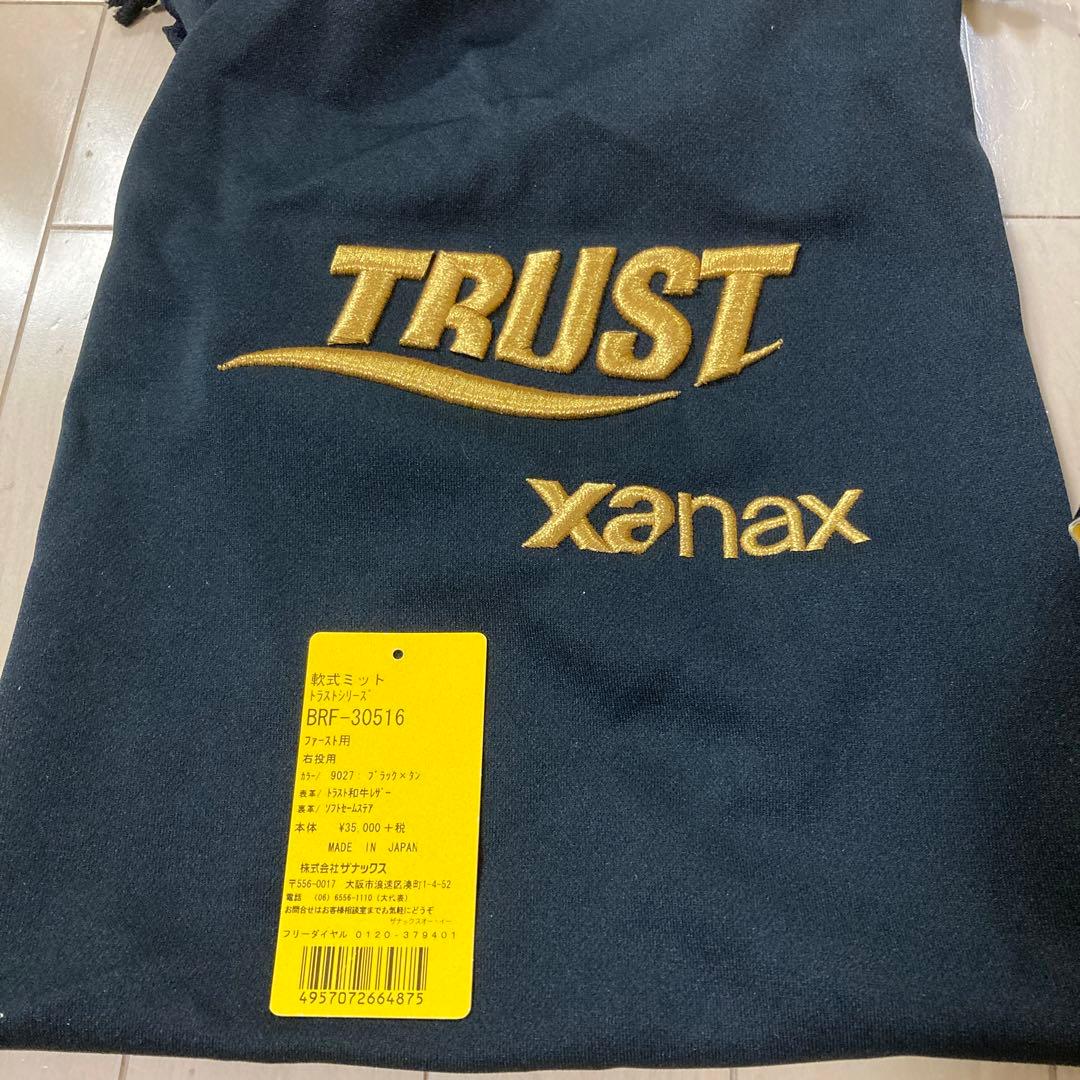 TRUST
xanax
軟式ミット
トラストシリーズ
BRF-30516
ファースト用
右投用
カラー/ 9027: ブラック×タン
表革/ トラスト和牛レザー
裏革/ ソフトセームステア
本体 ¥35,000+税
MADE IN JAPAN
株式会社ザナックス
〒556-0017 大阪市浪速区湊町1-4-52
電話 (06) 6556-1110 (大代表)
お問合せはお客様相談室までお気軽にどうぞ
ザナックスオー・イー
フリーダイヤル 0120-379401
4957072664875